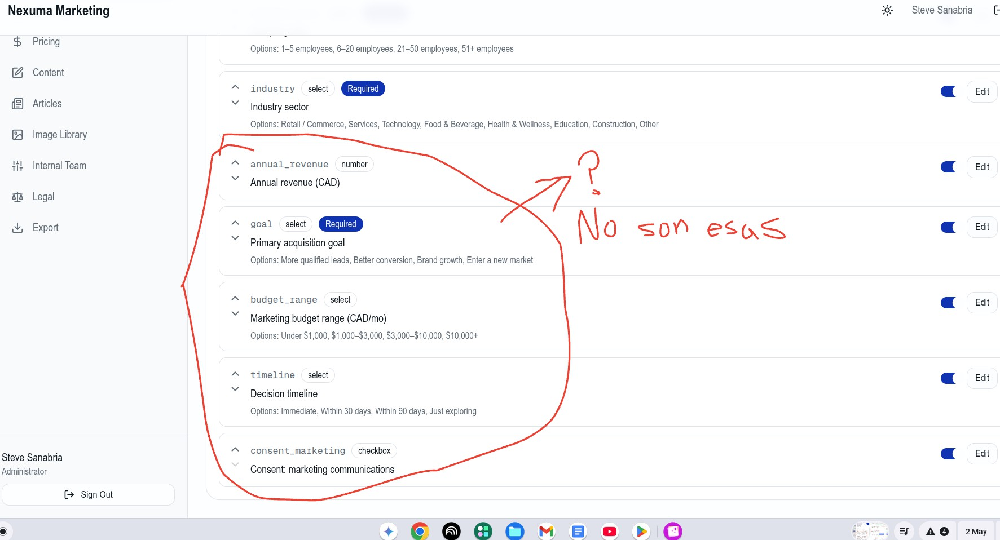 Nexuma Marketing
Steve Sanabria
Pricing
Content
Articles
Image Library
Internal Team
Legal
Export
Steve Sanabria
Administrator
Sign Out
Options: 1–5 employees, 6–20 employees, 21–50 employees, 51+ employees
industry select Required
Industry sector
Options: Retail / Commerce, Services, Technology, Food & Beverage, Health & Wellness, Education, Construction, Other
Edit
annual_revenue number
Annual revenue (CAD)
Edit
?
No son esas
goal select Required
Primary acquisition goal
Options: More qualified leads, Better conversion, Brand growth, Enter a new market
Edit
budget_range select
Marketing budget range (CAD/mo)
Options: Under $1,000, $1,000–$3,000, $3,000–$10,000, $10,000+
Edit
timeline select
Decision timeline
Options: Immediate, Within 30 days, Within 90 days, Just exploring
Edit
consent_marketing checkbox
Consent: marketing communications
Edit
4
2 May